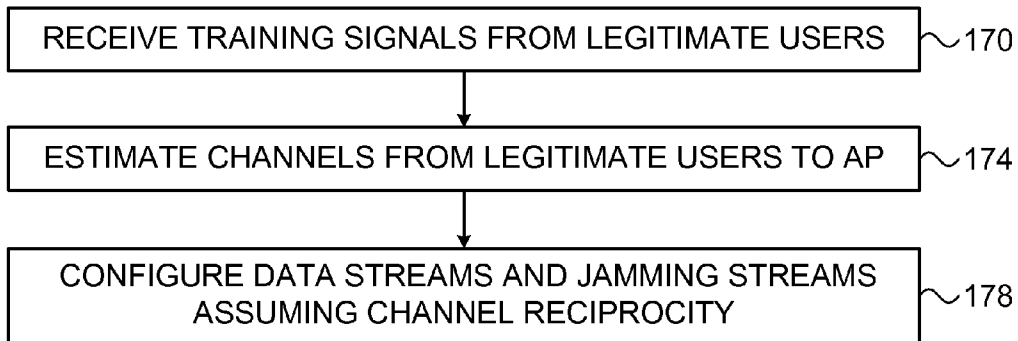 RECEIVE TRAINING SIGNALS FROM LEGITIMATE USERS 170
ESTIMATE CHANNELS FROM LEGITIMATE USERS TO AP 174
CONFIGURE DATA STREAMS AND JAMMING STREAMS
ASSUMING CHANNEL RECIPROCITY 178